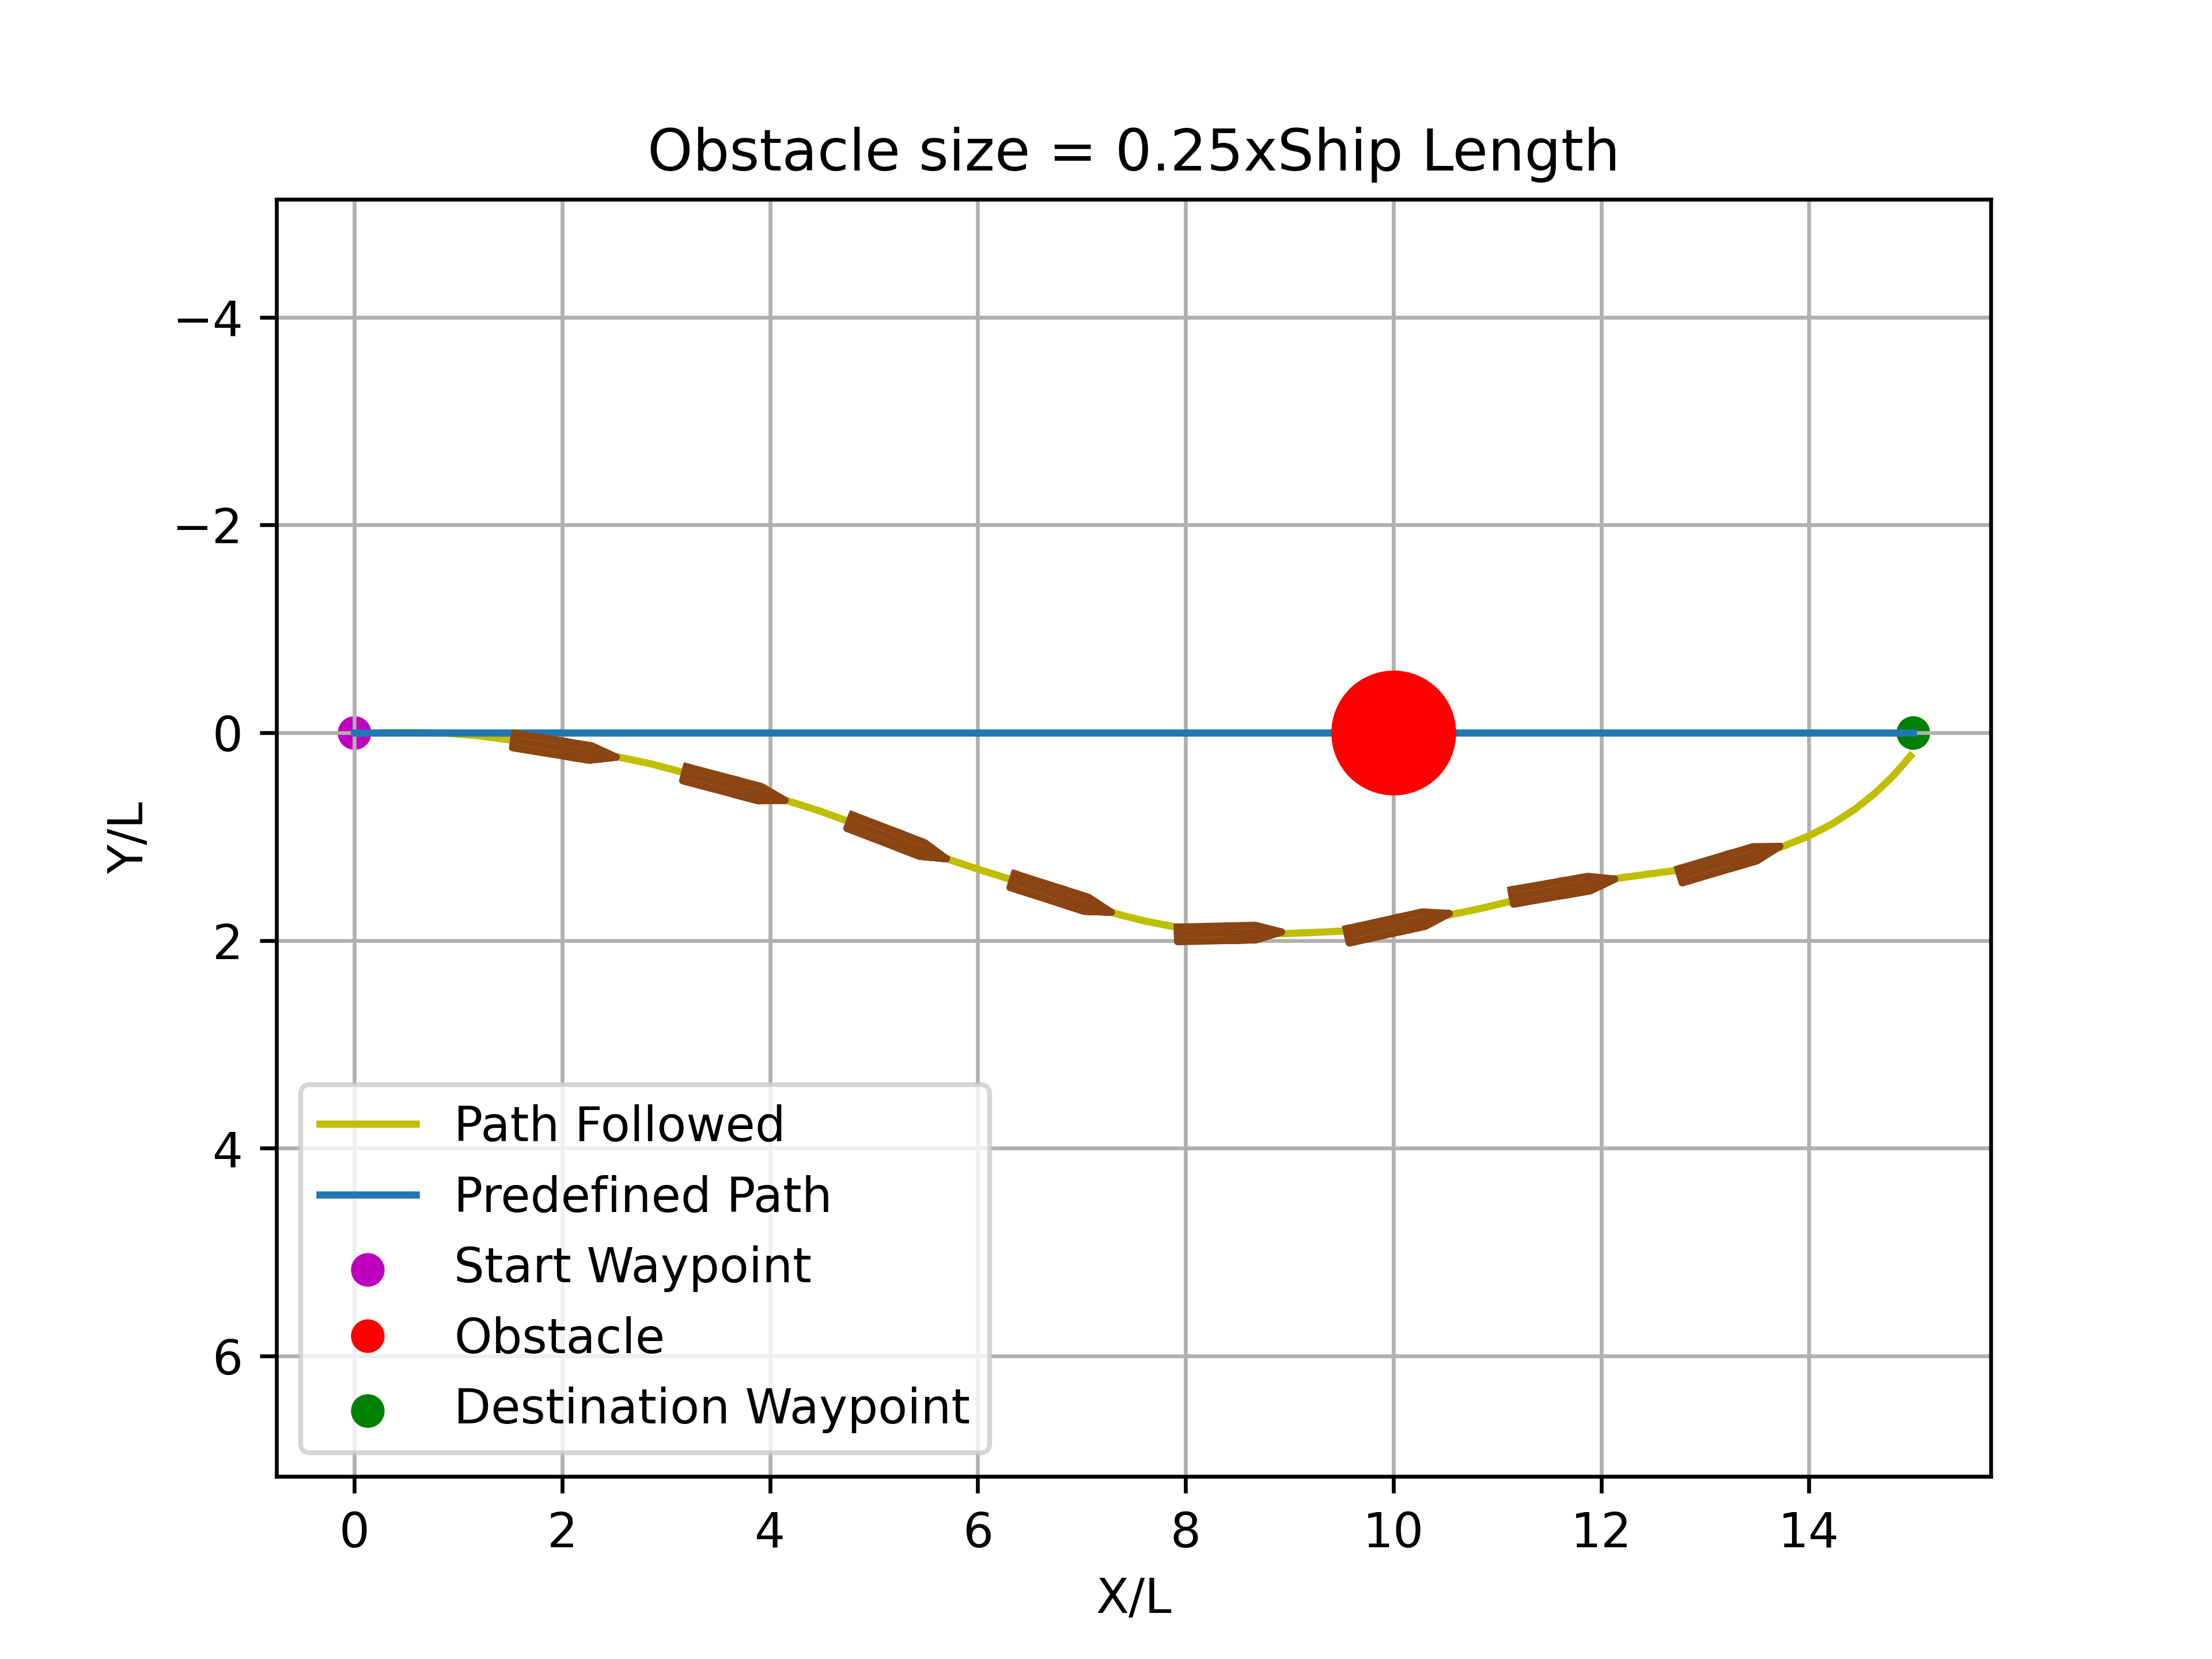 Obstacle size = 0.25xShip Length
−4
−2
0
2
4
6
Y/L
Path Followed
Predefined Path
Start Waypoint
Obstacle
Destination Waypoint
0 2 4 6 8 10 12 14
X/L